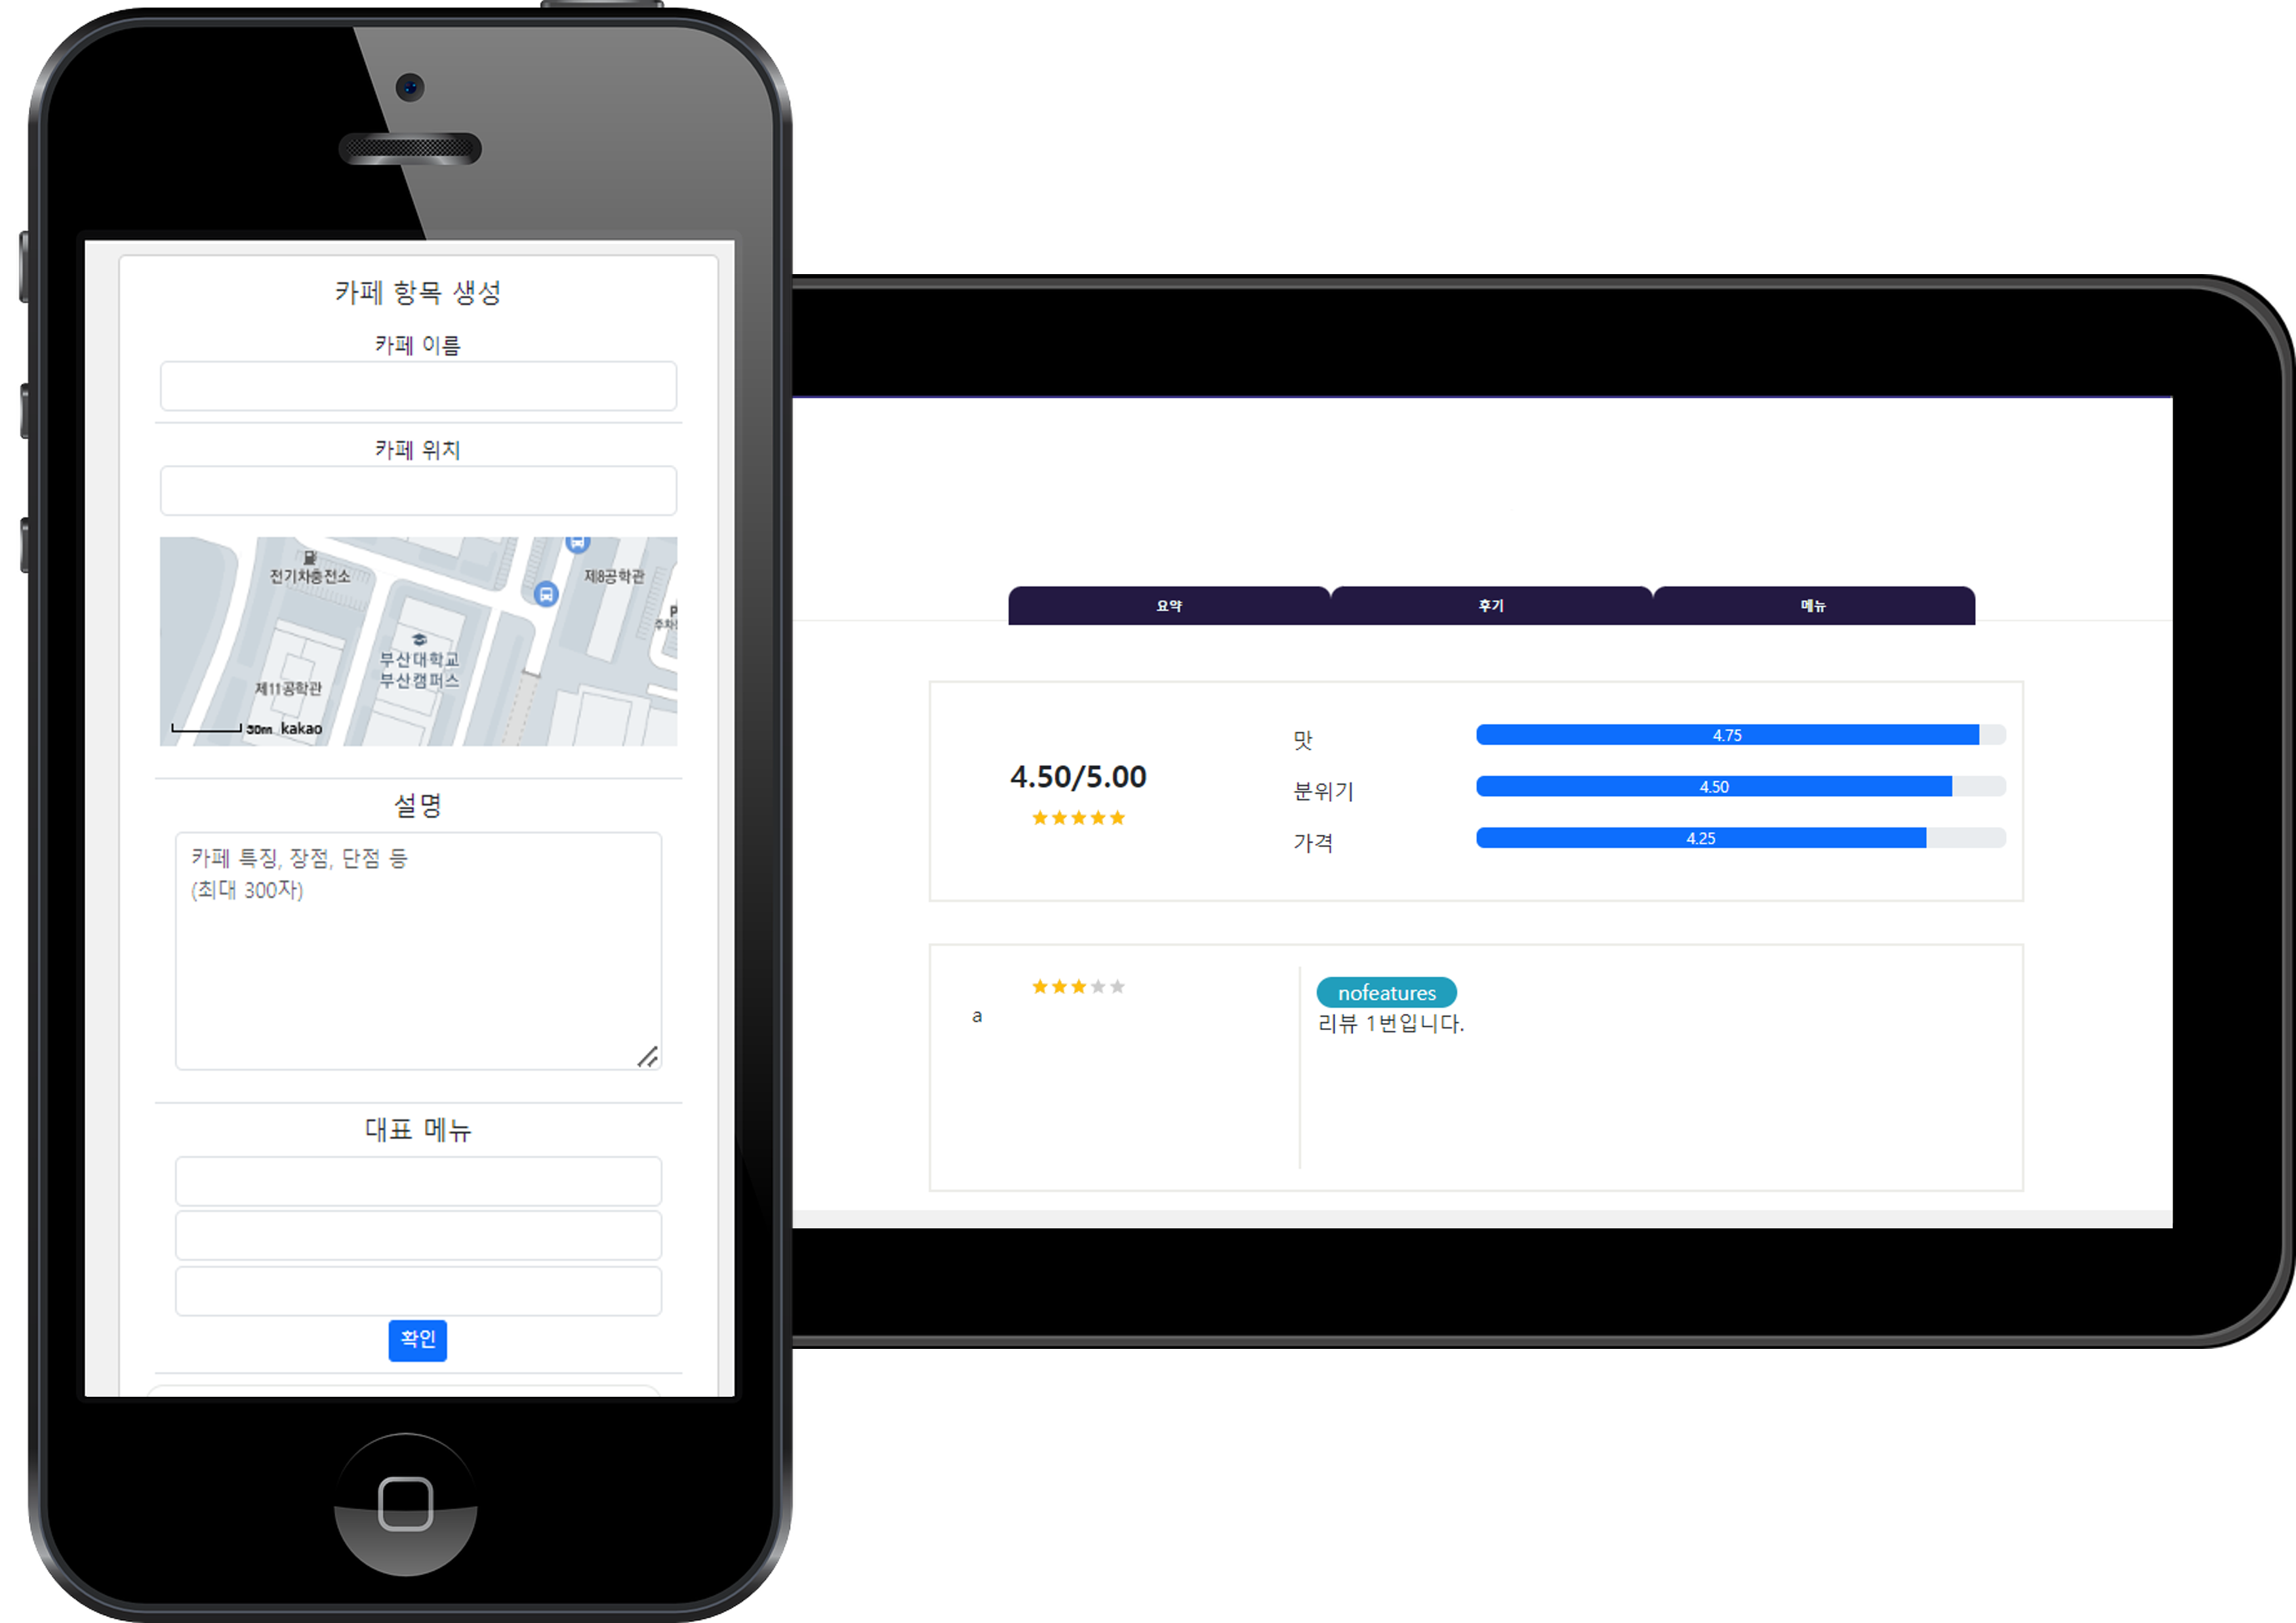 카페 항목 생성
카페 이름
카페 위치
전기차충전소
제8공학관
부산대학교
부산캠퍼스
제11공학관
30m kakao
설명
카페 특징, 장점, 단점 등
(최대 300자)
대표 메뉴
확인
요약 후기 메뉴
4.50/5.00
맛 4.75
분위기 4.50
가격 4.25
a
nofeatures
리뷰 1번입니다.